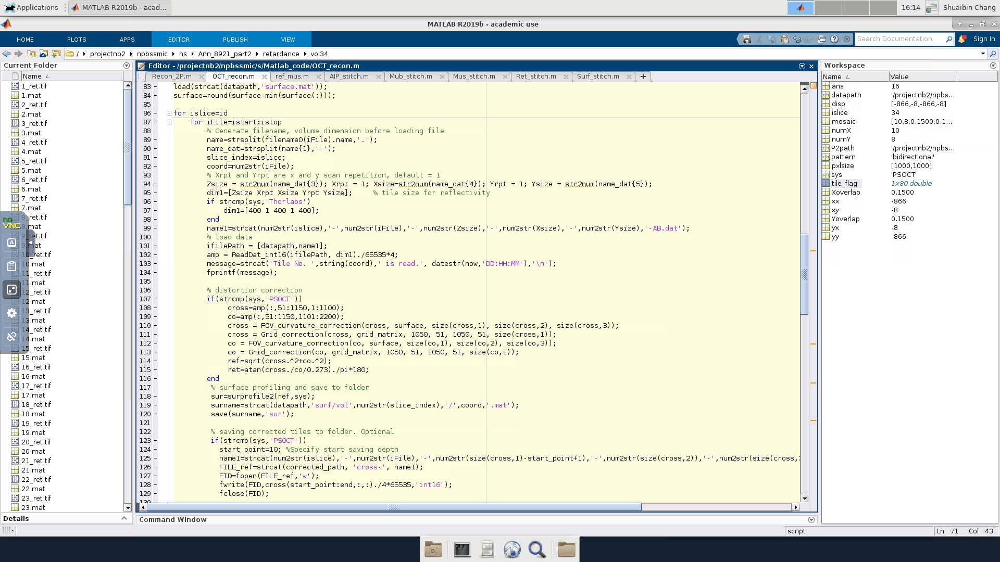 Applications
MATLAB R2019b - acad...
16:14
Shuaibin Chang
MATLAB R2019b - academic use
HOME
PLOTS
APPS
EDITOR
PUBLISH
VIEW
Search Documentation
Sign In
/ ▸ projectnb2 ▸ npbssmic ▸ ns ▸ Ann_8921_part2 ▸ retardance ▸ vol34
Current Folder
Name
1_ret.tif
1.mat
2_ret.tif
2.mat
3_ret.tif
3.mat
4_ret.tif
4.mat
5_ret.tif
5.mat
6_ret.tif
6.mat
7_ret.tif
7.mat
8_ret.tif
8.mat
9_ret.tif
9.mat
10_ret.tif
10.mat
11_ret.tif
11.mat
12_ret.tif
12.mat
13_ret.tif
13.mat
14_ret.tif
14.mat
15_ret.tif
15.mat
16_ret.tif
16.mat
17_ret.tif
17.mat
18_ret.tif
18.mat
19_ret.tif
19.mat
20_ret.tif
20.mat
21_ret.tif
21.mat
22_ret.tif
22.mat
23_ret.tif
23.mat
no
VNC
Details
Editor - /projectnb2/npbssmic/s/Matlab_code/OCT_recon.m
Recon_2P.m
OCT_recon.m
ref_mus.m
AIP_stitch.m
Mub_stitch.m
Mus_stitch.m
Ret_stitch.m
Surf_stitch.m
83 - load(strcat(datapath,'surface.mat'));
84 - surface=round(surface-min(surface(:)));
85
86 - for islice=id
87 - for iFile=istart:istop
88 % Generate filename, volume dimension before loading file
89 - name=strsplit(filename0(iFile).name,'.');
90 - name_dat=strsplit(name{1},'-');
91 - slice_index=islice;
92 - coord=num2str(iFile);
93 % Xrpt and Yrpt are x and y scan repetition, default = 1
94 - Zsize = str2num(name_dat{3}); Xrpt = 1; Xsize=str2num(name_dat{4}); Yrpt = 1; Ysize = str2num(name_dat{5});
95 - dim1=[Zsize Xrpt Xsize Yrpt Ysize]; % tile size for reflectivity
96 - if strcmp(sys,'Thorlabs')
97 - dim1=[400 1 400 1 400];
98 - end
99 - name1=strcat(num2str(islice),'-',num2str(iFile),'-',num2str(Zsize),'-',num2str(Xsize),'-',num2str(Ysize),'-AB.dat');
100 % load data
101 - ifilePath = [datapath,name1];
102 - amp = ReadDat_int16(ifilePath, dim1)./65535*4;
103 - message=strcat('Tile No. ',string(coord),' is read.', datestr(now,'DD:HH:MM'),'\n');
104 - fprintf(message);
105
106 % distortion correction
107 - if(strcmp(sys,'PSOCT'))
108 - cross=amp(:,51:1150,1:1100);
109 - co=amp(:,51:1150,1101:2200);
110 - cross = FOV_curvature_correction(cross, surface, size(cross,1), size(cross,2), size(cross,3));
111 - cross = Grid_correction(cross, grid_matrix, 1050, 51, 1050, 51, size(cross,1));
112 - co = FOV_curvature_correction(co, surface, size(co,1), size(co,2), size(co,3));
113 - co = Grid_correction(co, grid_matrix, 1050, 51, 1050, 51, size(co,1));
114 - ref=sqrt(cross.^2+co.^2);
115 - ret=atan(cross./co/0.273)./pi*180;
116 - end
117 % surface profiling and save to folder
118 - sur=surprofile2(ref,sys);
119 - surname=strcat(datapath,'surf/vol',num2str(slice_index),'/',coord,'.mat');
120 - save(surname,'sur');
121
122 % saving corrected tiles to folder. Optional
123 - if(strcmp(sys,'PSOCT'))
124 - start_point=10; %Specify start saving depth
125 - name1=strcat(num2str(islice),'-',num2str(iFile),'-',num2str(size(cross,1)-start_point+1),'-',num2str(size(cross,2)),'-',num2str(size(cross,
126 - FILE_ref=strcat(corrected_path, 'cross-', name1);
127 - FID=fopen(FILE_ref,'w');
128 - fwrite(FID,cross(start_point:end,:,:)./4*65535,'int16');
129 - fclose(FID);
Command Window
Workspace
Name Value
ans 16
datapath '/projectnb2/npbs...
disp [-866,-8,-866,-8]
islice 34
mosaic [10,8,0.1500,0.1...
numX 10
numY 8
P2path '/projectnb2/npbs...
pattern 'bidirectional'
pxlsize [1000,1000]
sys 'PSOCT'
tile_flag 1x80 double
Xoverlap 0.1500
xx -866
xy -8
Yoverlap 0.1500
yx -8
yy -866
script
Ln 71 Col 43